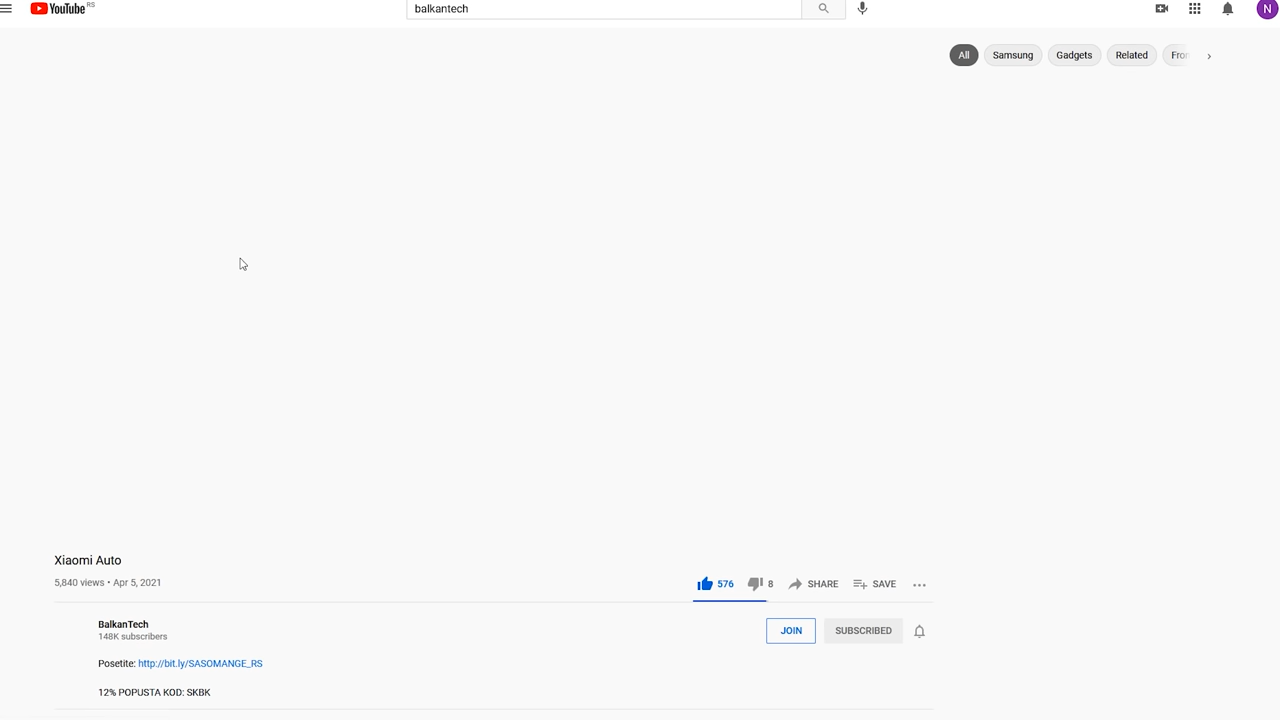 YouTube RS
balkantech
N
All
Samsung
Gadgets
Related
Xiaomi Auto
5,840 views • Apr 5, 2021
576
8
SHARE
SAVE
BalkanTech
148K subscribers
JOIN
SUBSCRIBED
Posetite: http://bit.ly/SASOMANGE_RS
12% POPUSTA KOD: SKBK